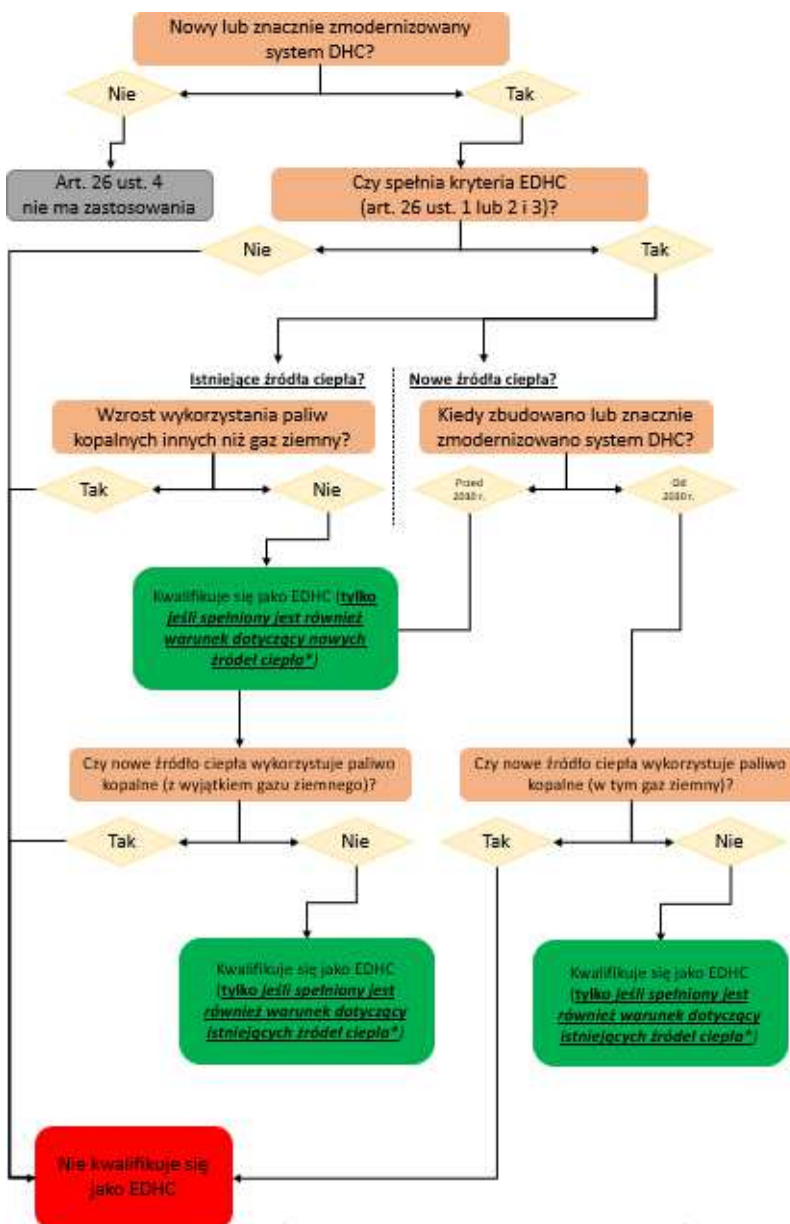 Nowy lub znacznie zmodernizowany
system DHC?
Nie
Tak
Art. 26 ust. 4
nie ma zastosowania
Czy spełnia kryteria EDHC
(art. 26 ust. 1 lub 2 i 3)?
Nie
Tak
Istniejące źródła ciepła?
Nowe źródła ciepła?
Wzrost wykorzystania paliw
kopalnych innych niż gaz ziemny?
Kiedy zbudowano lub znacznie
zmodernizowano system DHC?
Tak
Nie
Przed
2030 r.
Od
2030 r.
Kwalifikuje się jako EDHC (tylko
jeśli spełniony jest również
warunek dotyczący nowych
źródeł ciepła*)
Czy nowe źródło ciepła wykorzystuje paliwo
kopalne (z wyjątkiem gazu ziemnego)?
Czy nowe źródło ciepła wykorzystuje paliwo
kopalne (w tym gaz ziemny)?
Tak
Nie
Tak
Nie
Kwalifikuje się jako EDHC
(tylko jeśli spełniony jest
również warunek dotyczący
istniejących źródeł ciepła*)
Kwalifikuje się jako EDHC
(tylko jeśli spełniony jest
również warunek dotyczący
istniejących źródeł ciepła*)
Nie kwalifikuje się
jako EDHC